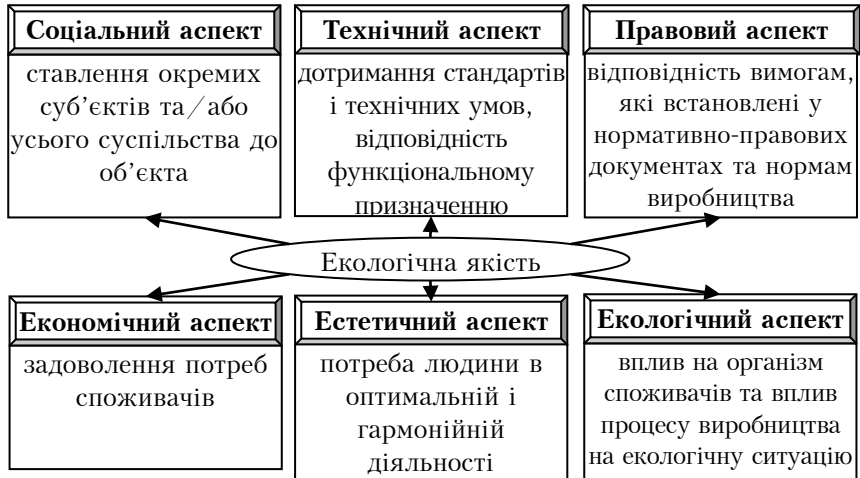 Соціальний аспект
ставлення окремих
суб’єктів та/або
усього суспільства до
об’єкта
Технічний аспект
дотримання стандартів
і технічних умов,
відповідність
функціональному
призначенню
Правовий аспект
відповідність вимогам,
які встановлені у
нормативно-правових
документах та нормам
виробництва
Екологічна якість
Економічний аспект
задоволення потреб
споживачів
Естетичний аспект
потреба людини в
оптимальній і
гармонійній
діяльності
Екологічний аспект
вплив на організм
споживачів та вплив
процесу виробництва
на екологічну ситуацію